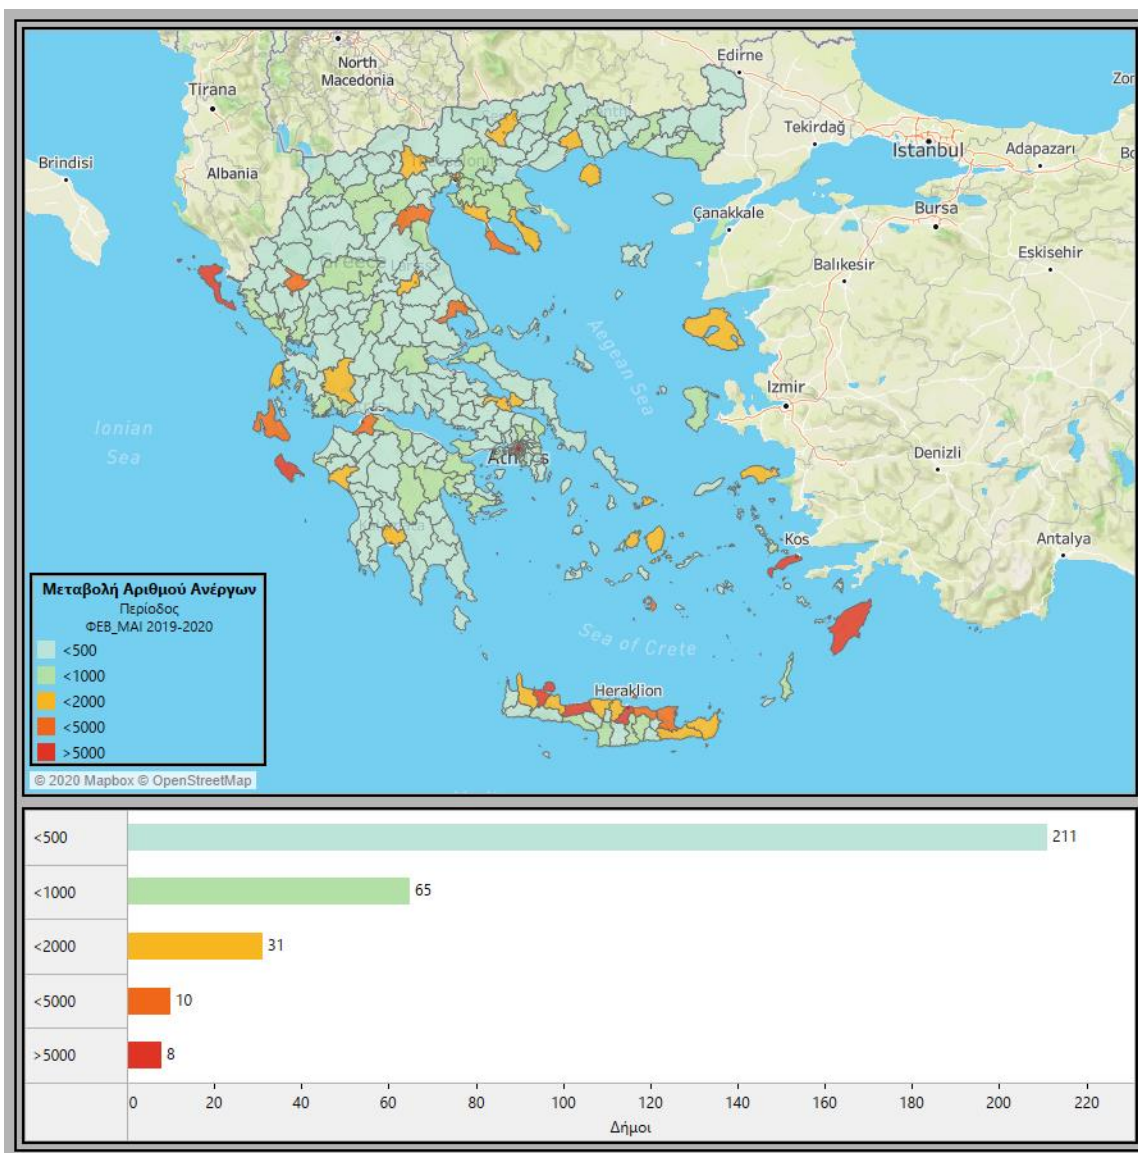 Edirne
North
Macedonia
Zon
Tirana
Tekirdağ
Istanbul
Adapazarı
Bo
Brindisi
Albania
Çanakkale
Bursa
Eskisehir
Balıkesir
Aegean Sea
Izmir
Ionian
Sea
Denizli
Kos
Antalya
Sea of Crete
Heraklion
Μεταβολή Αριθμού Ανέργων
Περίοδος
ΦΕΒ_ΜΑΙ 2019-2020
<500
<1000
<2000
<5000
>5000
© 2020 Mapbox © OpenStreetMap
<500 211
<1000 65
<2000 31
<5000 10
>5000 8
0 20 40 60 80 100 120 140 160 180 200 220
Δήμοι